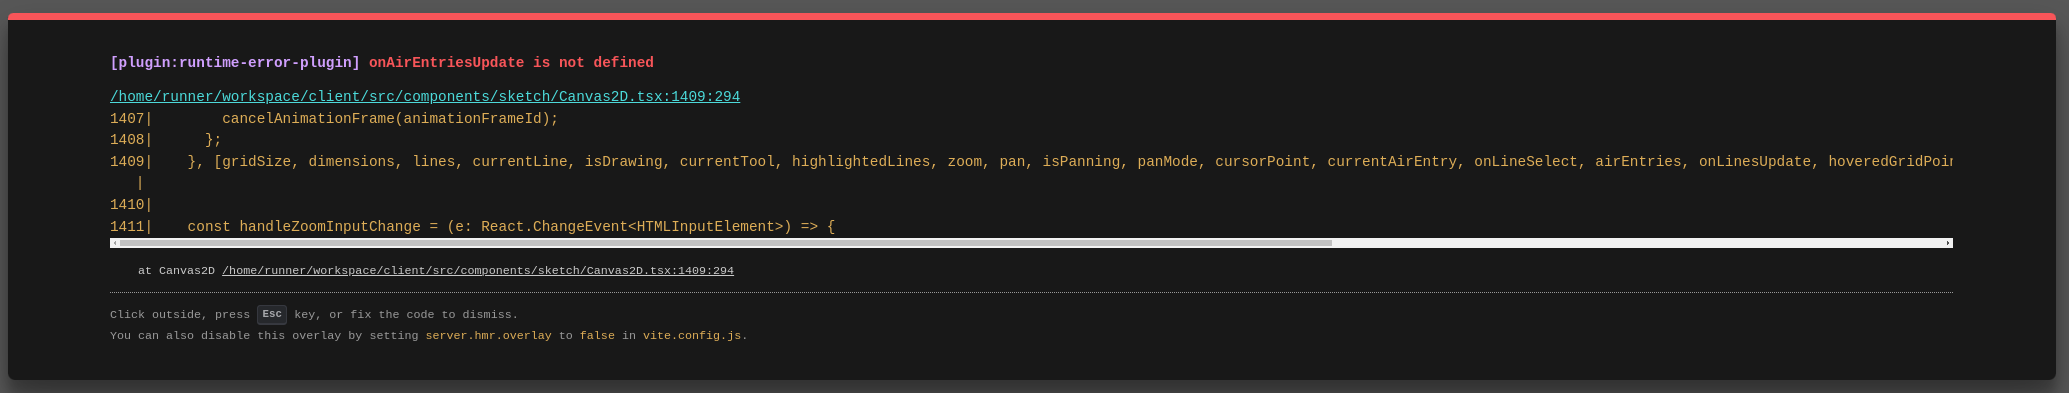 [plugin:runtime-error-plugin] onAirEntriesUpdate is not defined
/home/runner/workspace/client/src/components/sketch/Canvas2D.tsx:1409:294
1407|        cancelAnimationFrame(animationFrameId);
1408|      };
1409|    }, [gridSize, dimensions, lines, currentLine, isDrawing, currentTool, highlightedLines, zoom, pan, isPanning, panMode, cursorPoint, currentAirEntry, onLineSelect, airEntries, onLinesUpdate, hoveredGridPoin
|
1410|
1411|    const handleZoomInputChange = (e: React.ChangeEvent<HTMLInputElement>) => {
at Canvas2D /home/runner/workspace/client/src/components/sketch/Canvas2D.tsx:1409:294
Click outside, press Esc key, or fix the code to dismiss.
You can also disable this overlay by setting server.hmr.overlay to false in vite.config.js.